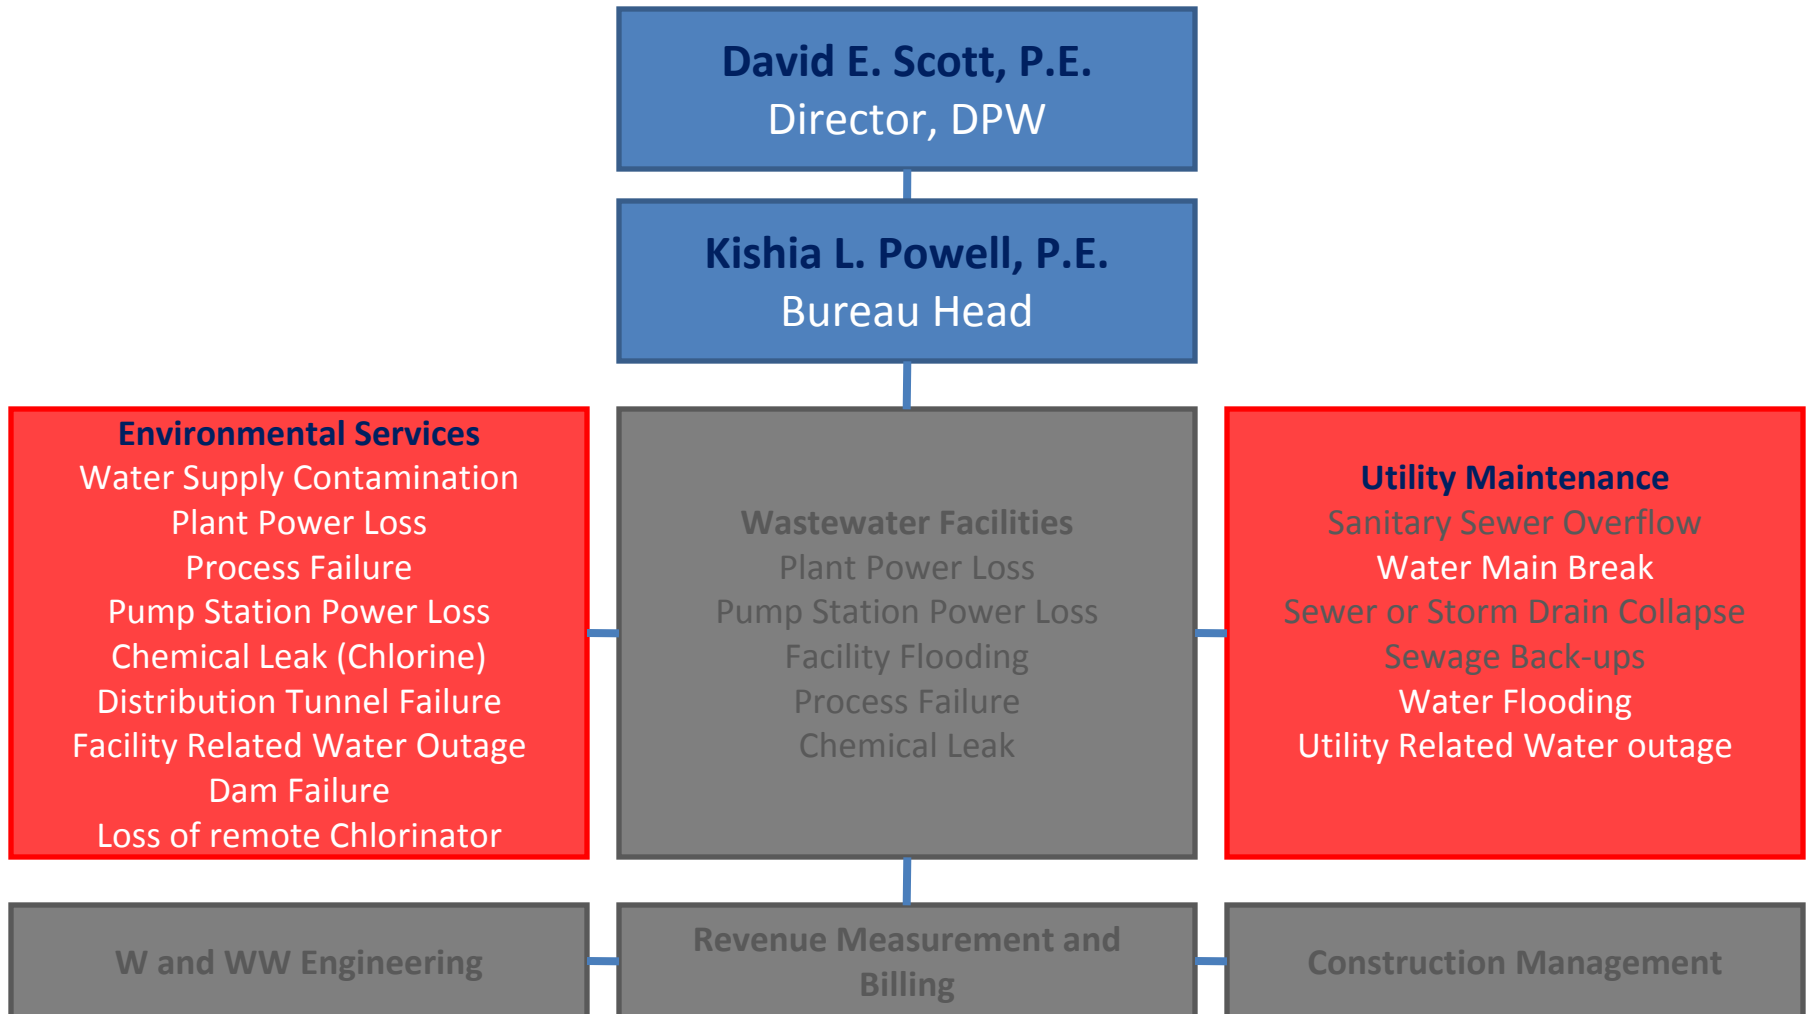 David E. Scott, P.E.
Director, DPW
Kishia L. Powell, P.E.
Bureau Head
Environmental Services
Water Supply Contamination
Plant Power Loss
Process Failure
Pump Station Power Loss
Chemical Leak (Chlorine)
Distribution Tunnel Failure
Facility Related Water Outage
Dam Failure
Loss of remote Chlorinator
Wastewater Facilities
Plant Power Loss
Pump Station Power Loss
Facility Flooding
Process Failure
Chemical Leak
Utility Maintenance
Sanitary Sewer Overflow
Water Main Break
Sewer or Storm Drain Collapse
Sewage Back-ups
Water Flooding
Utility Related Water outage
W and WW Engineering
Revenue Measurement and
Billing
Construction Management